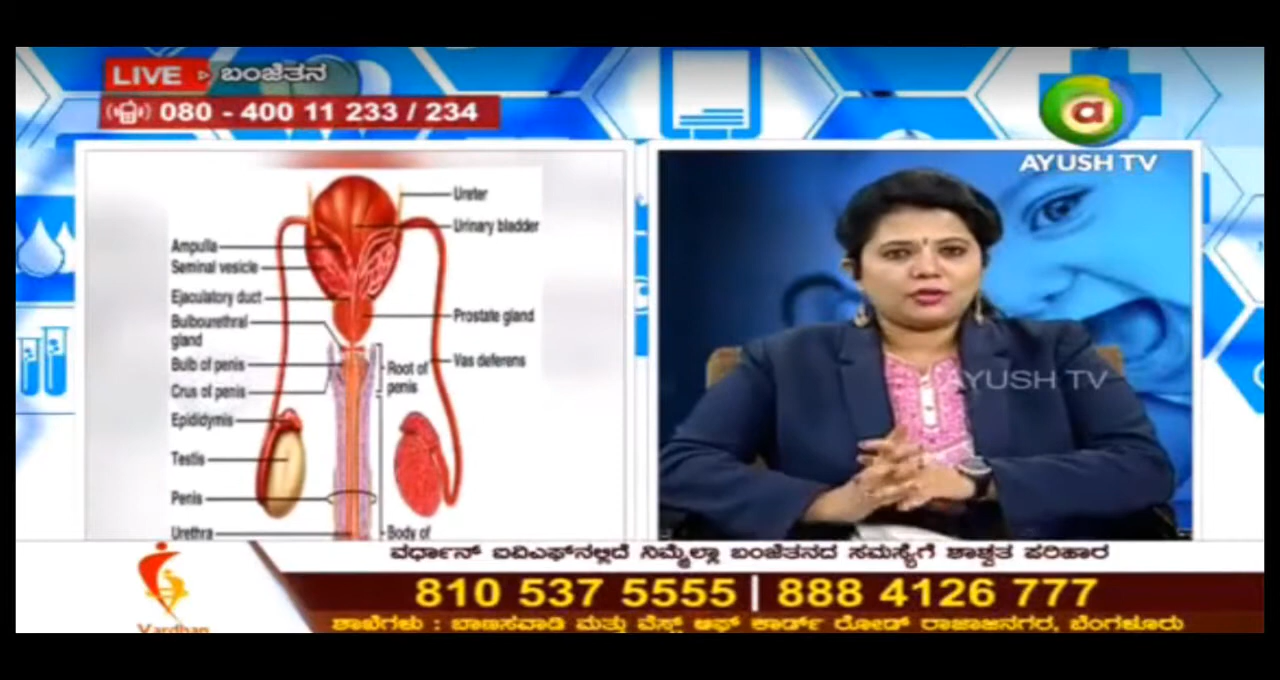 LIVE ಬಂಜೆತನ
080 - 400 11 233 / 234
a
AYUSH TV
Ureter
Urinary bladder
Ampulla
Seminal vesicle
Ejaculatory duct
Prostate gland
Bulbourethral
gland
Vas deferens
Bulb of penis
Root of
penis
Crus of penis
Epididymis
Testis
Penis
Urethra
Body of
AYUSH TV
ವರ್ಧಾನ್ ಐವಿಎಫ್‌ನಲ್ಲಿದೆ ನಿಮ್ಮೆಲ್ಲಾ ಬಂಜೆತನದ ಸಮಸ್ಯೆಗೆ ಶಾಶ್ವತ ಪರಿಹಾರ
810 537 5555 | 888 4126 777
Vardhan
ಶಾಖೆಗಳು : ಬಾಣಸವಾಡಿ ಮತ್ತು ವೆಸ್ಟ್ ಆಫ್ ಕಾರ್ಡ್ ರೋಡ್ ರಾಜಾಜಿನಗರ, ಬೆಂಗಳೂರು